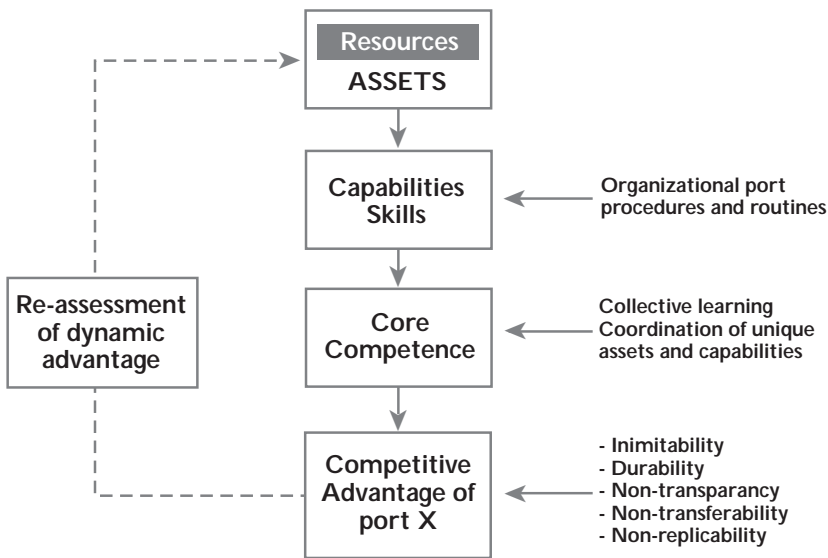 Resources
ASSETS
Capabilities
Skills
Organizational port
procedures and routines
Re-assessment
of dynamic
advantage
Core
Competence
Collective learning
Coordination of unique
assets and capabilities
Competitive
Advantage of
port X
- Inimitability
- Durability
- Non-transparancy
- Non-transferability
- Non-replicability